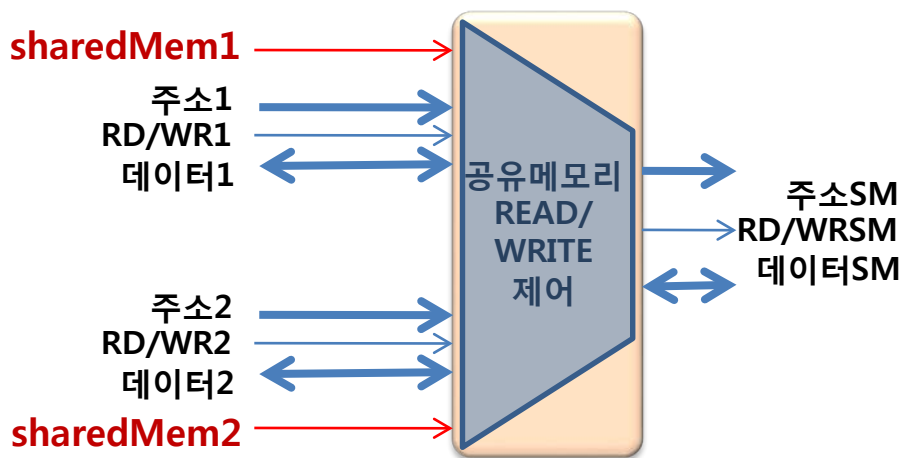 sharedMem1
주소1
RD/WR1
데이터1
공유메모리
READ/
WRITE
제어
주소SM
RD/WRSM
데이터SM
주소2
RD/WR2
데이터2
sharedMem2